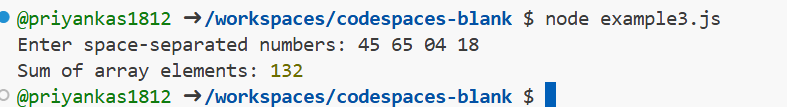 @priyankas1812 ➜/workspaces/codespaces-blank $ node example3.js
Enter space-separated numbers: 45 65 04 18
Sum of array elements: 132
@priyankas1812 ➜/workspaces/codespaces-blank $